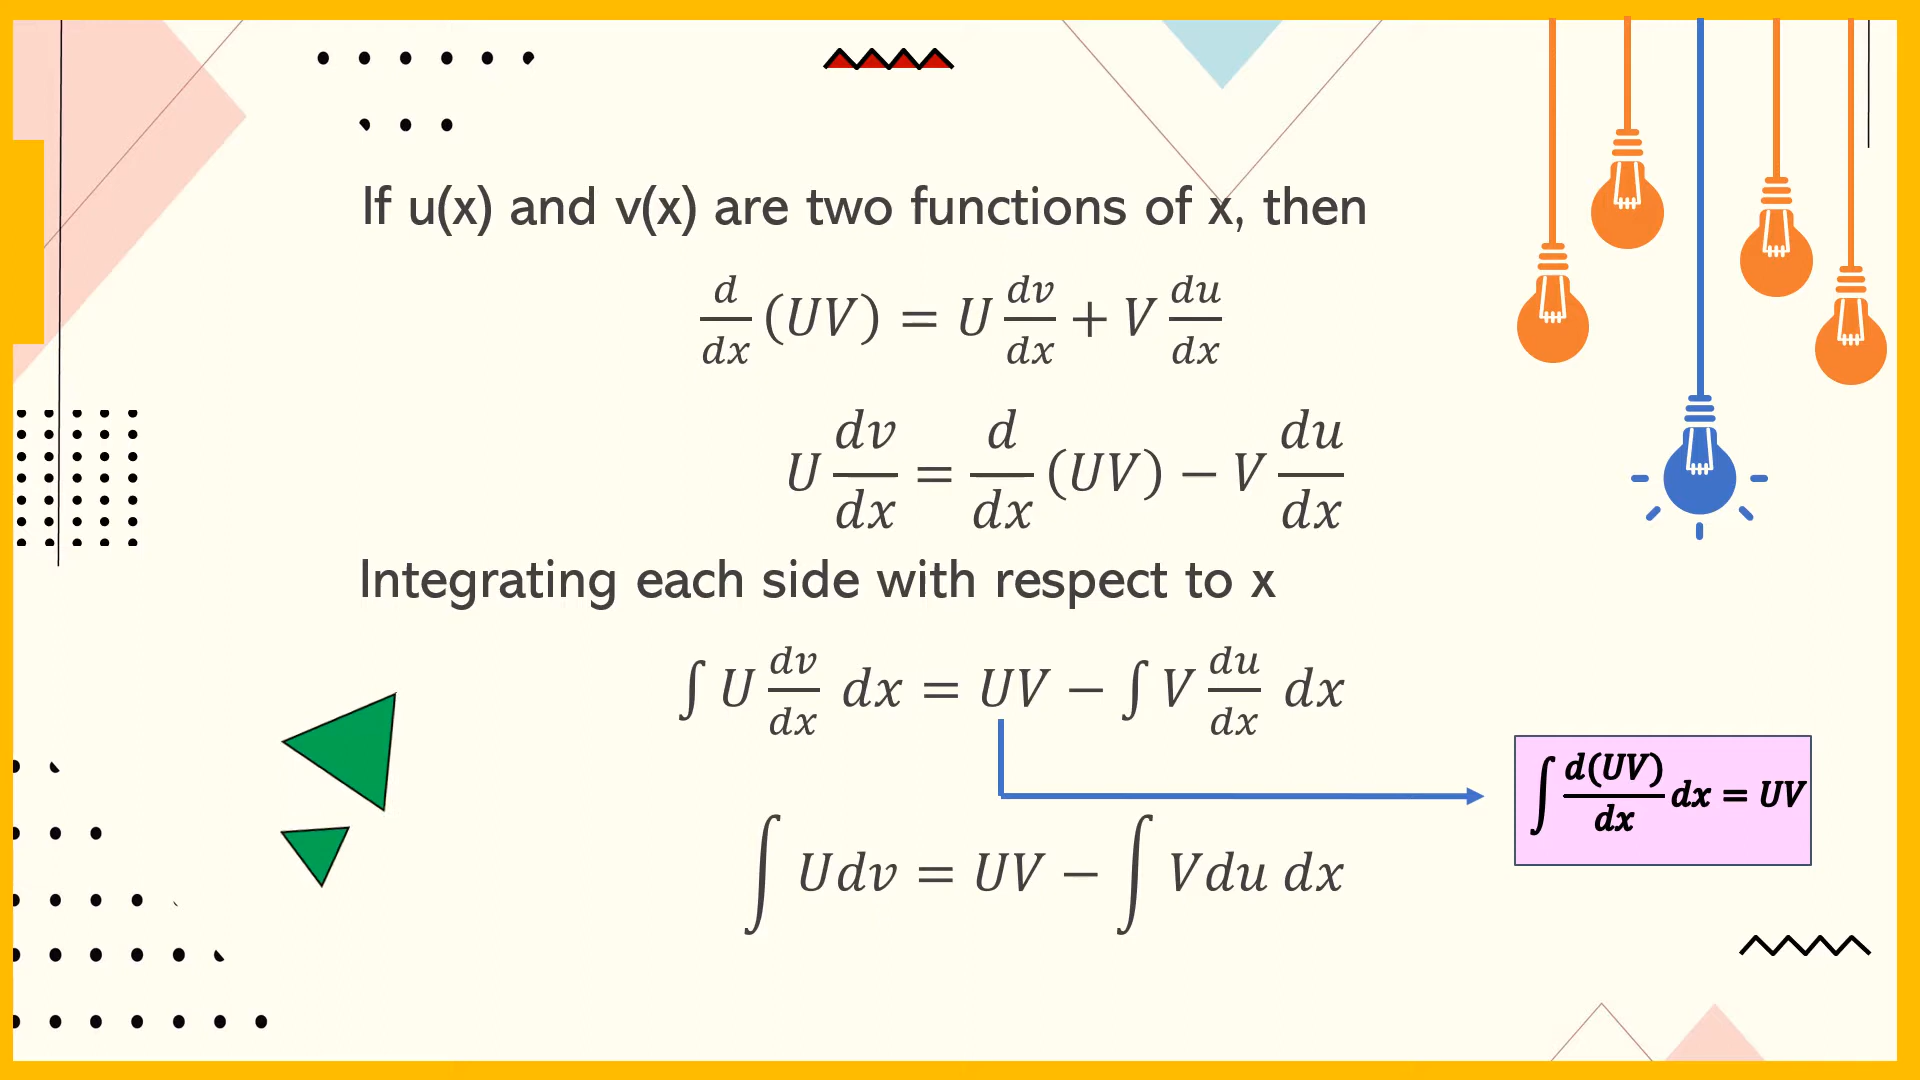 If u(x) and v(x) are two functions of x, then
d/dx (UV) = U dv/dx + V du/dx
U dv/dx = d/dx (UV) − V du/dx
Integrating each side with respect to x
∫ U dv/dx dx = UV − ∫ V du/dx dx
∫ d(UV)/dx dx = UV
∫ Udv = UV − ∫ Vdu dx